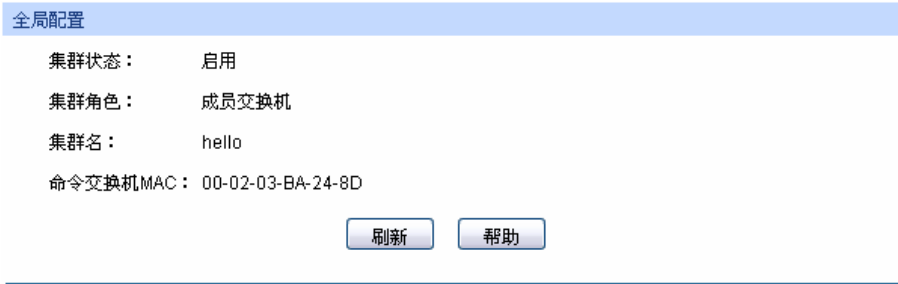 全局配置
集群状态： 启用
集群角色： 成员交换机
集群名： hello
命令交换机MAC： 00-02-03-BA-24-8D
刷新 帮助